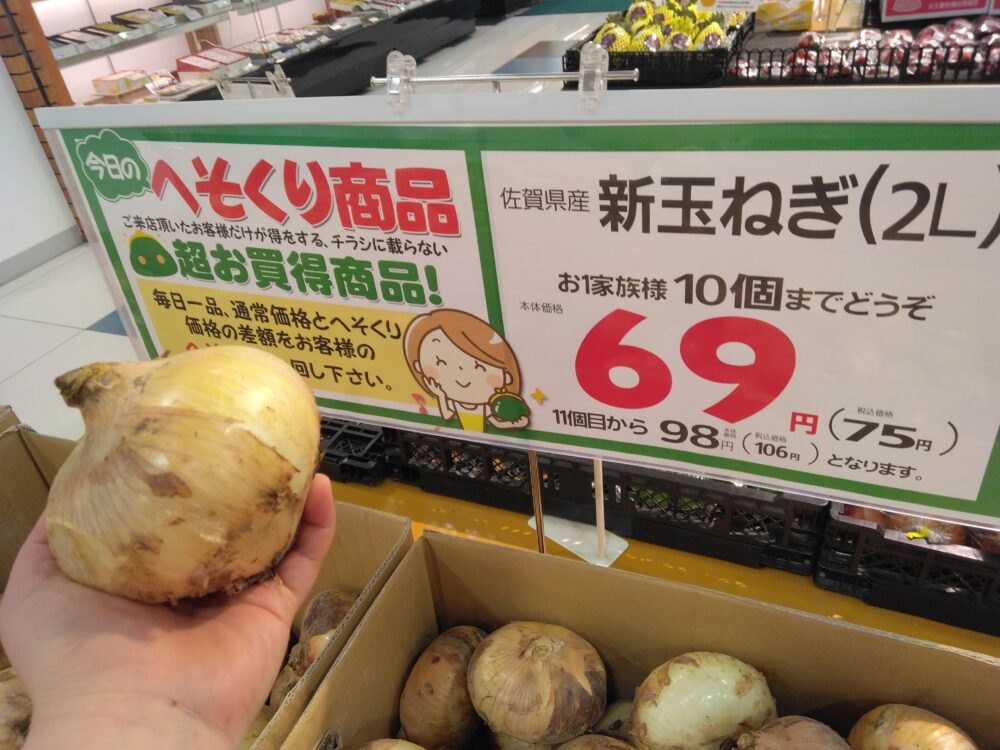 今日の
へそくり商品
ご来店頂いたお客様だけが得をする、チラシに載らない
超お買得商品!
毎日一品、通常価格とへそくり
価格の差額をお客様の
回し下さい。
佐賀県産 新玉ねぎ(2L)
お1家族様 10個までどうぞ
本体価格
69円(税込価格 75円)
11個目から 98円 本体価格 (税込価格 106円) となります。